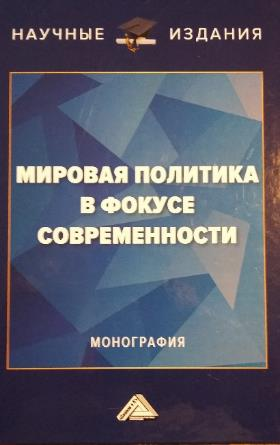 НАУЧНЫЕ ИЗДАНИЯ
МИРОВАЯ ПОЛИТИКА
В ФОКУСЕ
СОВРЕМЕННОСТИ
МОНОГРАФИЯ